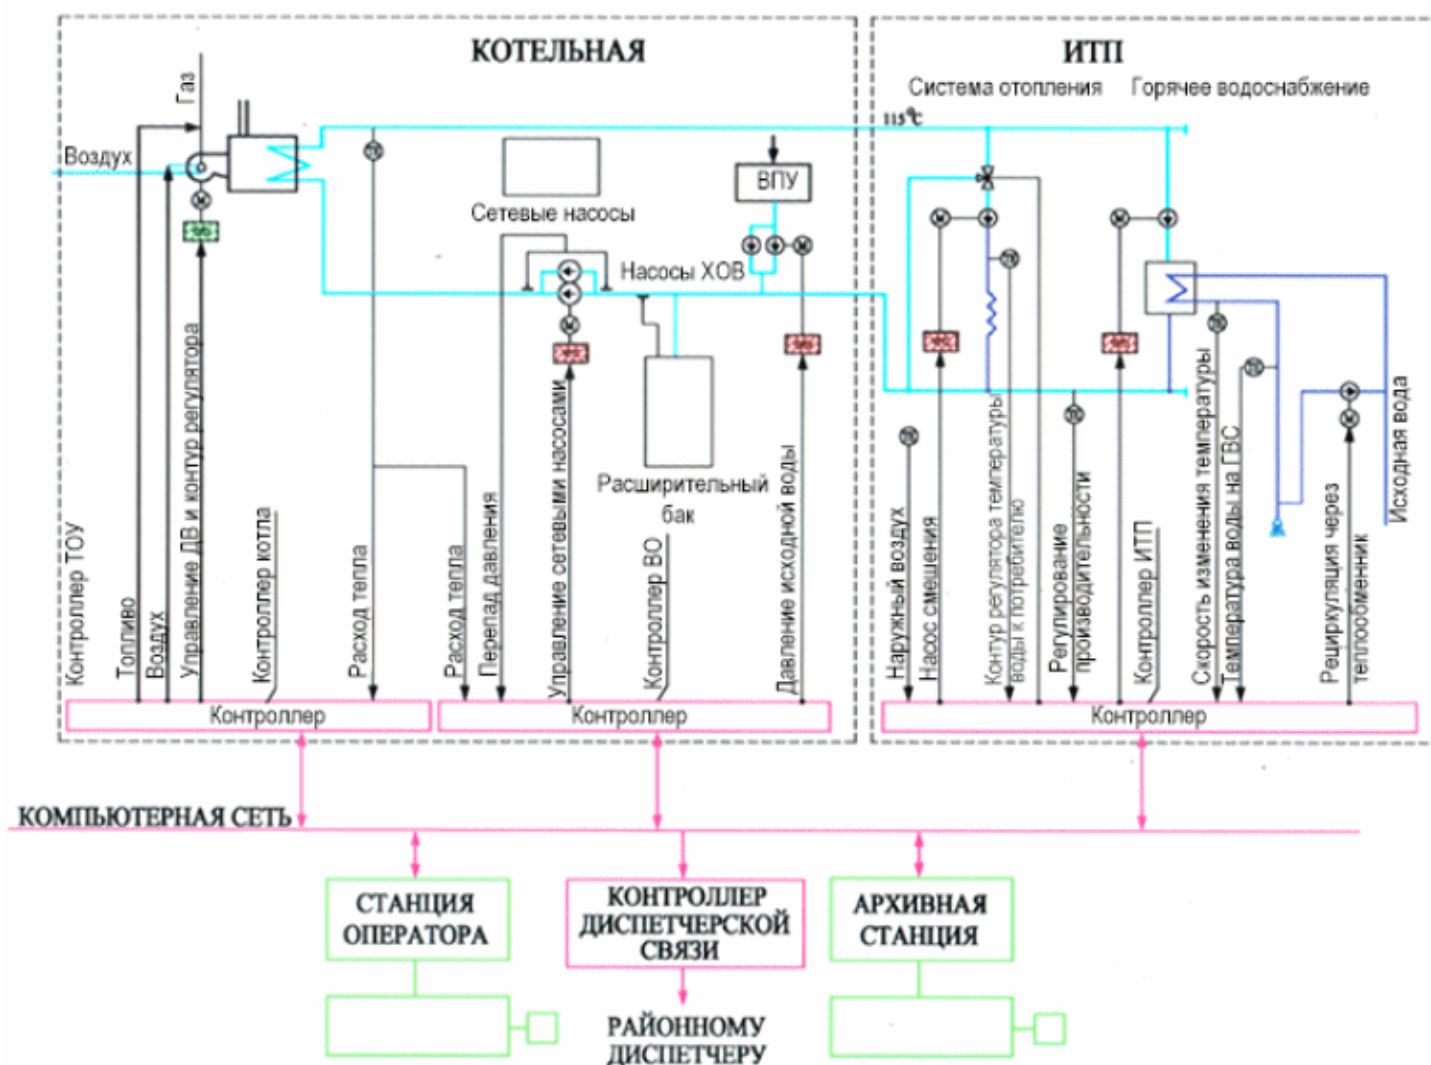 КОТЕЛЬНАЯ
ИТП
Система отопления
Горячее водоснабжение
Газ
115°C
Воздух
ВПУ
Сетевые насосы
Насосы ХОВ
Расширительный
бак
Контроллер ТОУ
Топливо
Воздух
Управление ДВ и контур регулятора
Контроллер котла
Расход тепла
Расход тепла
Перепад давления
Управление сетевыми насосами
Контроллер ВО
Давление исходной воды
Наружный воздух
Насос смешения
Контур регулятора температуры
воды к потребителю
Регулирование
производительности
Контроллер ИТП
Скорость изменения температуры
Температура воды на ГВС
Рециркуляция через
теплообменник
Исходная вода
Контроллер
Контроллер
Контроллер
КОМПЬЮТЕРНАЯ СЕТЬ
СТАНЦИЯ
ОПЕРАТОРА
КОНТРОЛЛЕР
ДИСПЕТЧЕРСКОЙ
СВЯЗИ
АРХИВНАЯ
СТАНЦИЯ
РАЙОННОМУ
ДИСПЕТЧЕРУ